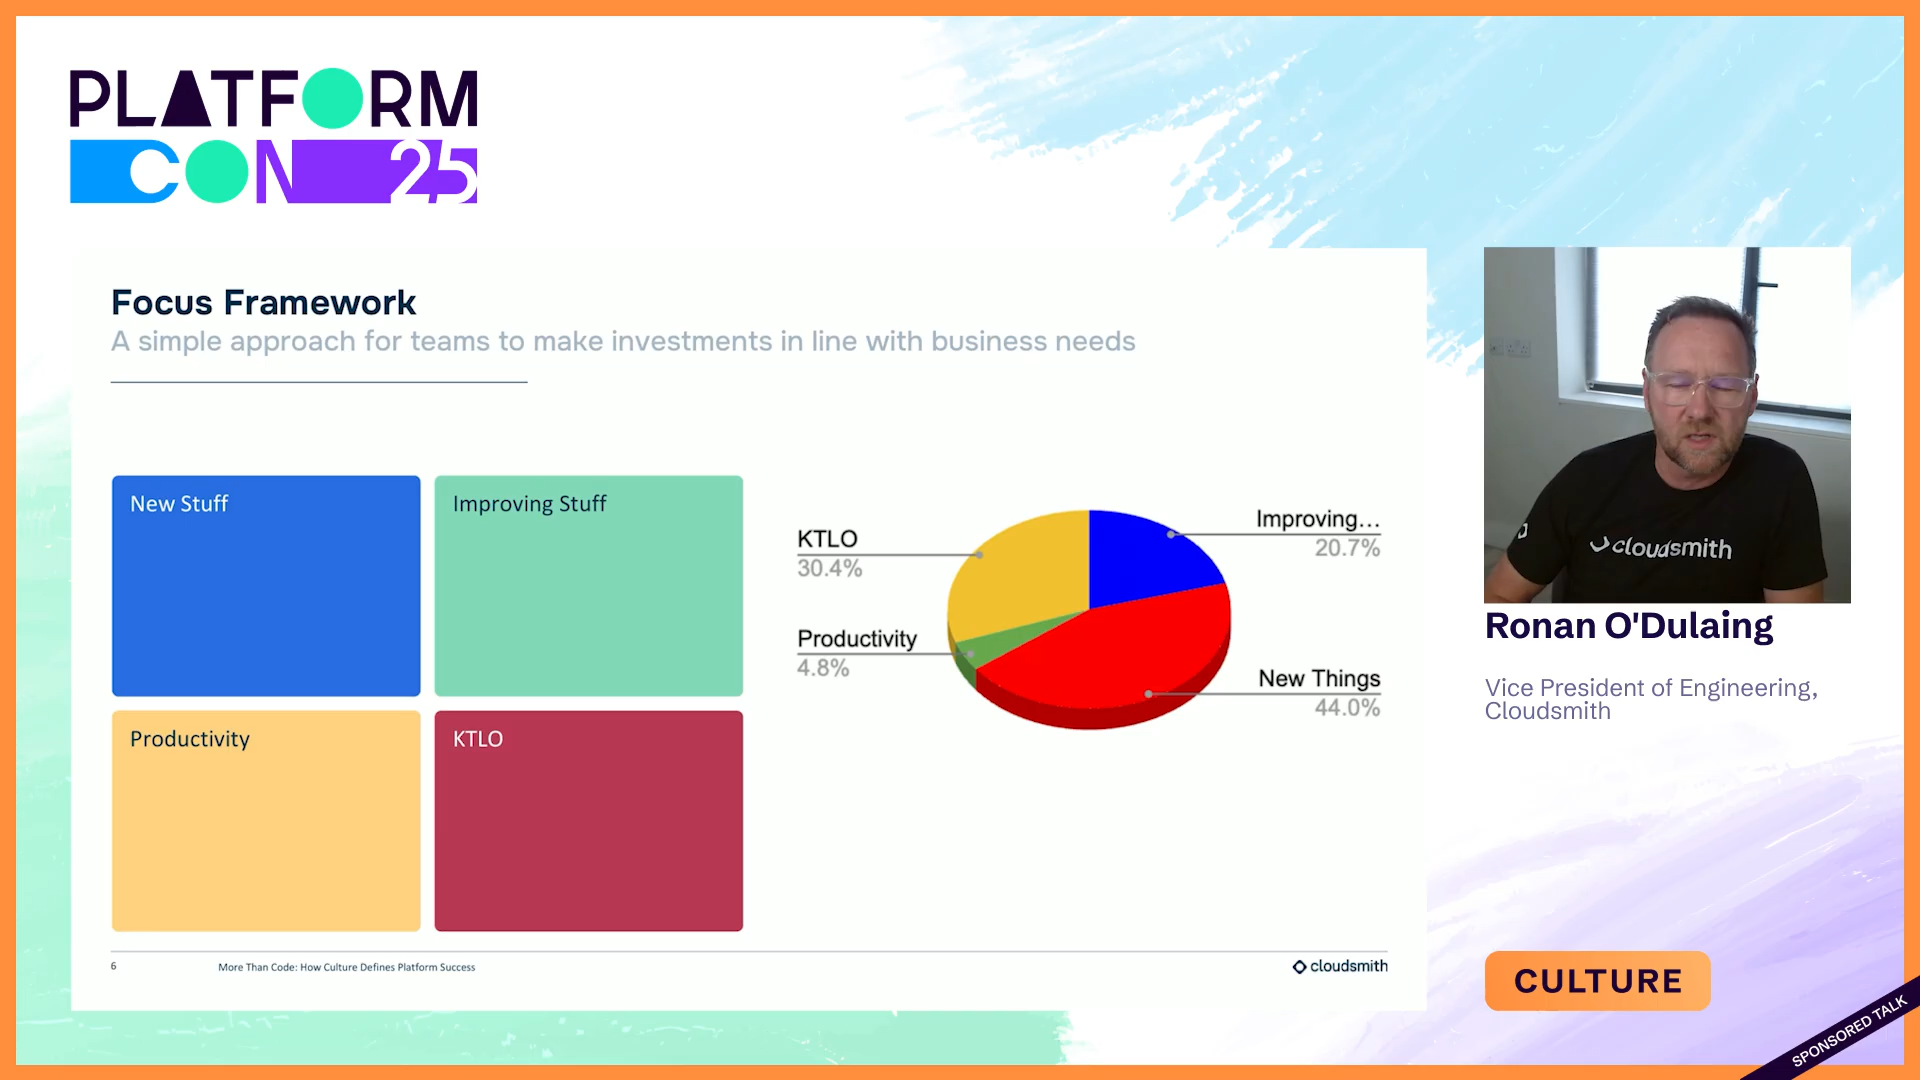 PLATFORM
CON 25
Focus Framework
A simple approach for teams to make investments in line with business needs
New Stuff
Improving Stuff
Productivity
KTLO
KTLO
30.4%
Productivity
4.8%
Improving...
20.7%
New Things
44.0%
6
More Than Code: How Culture Defines Platform Success
cloudsmith
cloudsmith
Ronan O'Dulaing
Vice President of Engineering,
Cloudsmith
CULTURE
SPONSORED TALK